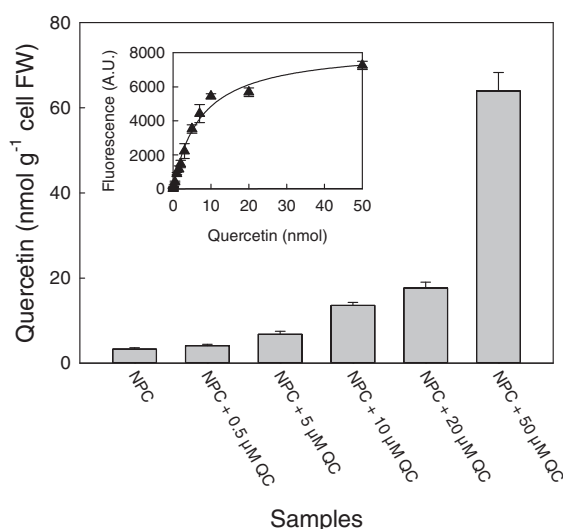 Quercetin (nmol g⁻¹ cell FW)
80
60
40
20
0
Fluorescence (A.U.)
8000
6000
4000
2000
0
0 10 20 30 40 50
Quercetin (nmol)
NPC
NPC + 0.5 µM QC
NPC + 5 µM QC
NPC + 10 µM QC
NPC + 20 µM QC
NPC + 50 µM QC
Samples